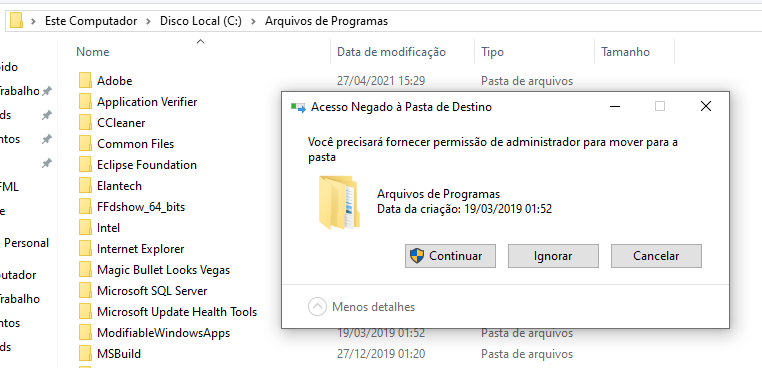 Este Computador > Disco Local (C:) > Arquivos de Programas
Nome Data de modificação Tipo Tamanho
Adobe 27/04/2021 15:29 Pasta de arquivos
Application Verifier
CCleaner
Common Files
Eclipse Foundation
Elantech
FFdshow_64_bits
Intel
Internet Explorer
Magic Bullet Looks Vegas
Microsoft SQL Server
Microsoft Update Health Tools
ModifiableWindowsApps 19/03/2019 01:52 Pasta de arquivos
MSBuild 27/12/2019 01:20 Pasta de arquivos
pido
Trabalho
ds
ntos
ML
e
Personal
utador
Trabalho
ntos
ds
Acesso Negado à Pasta de Destino
Você precisará fornecer permissão de administrador para mover para a
pasta
Arquivos de Programas
Data da criação: 19/03/2019 01:52
Continuar Ignorar Cancelar
Menos detalhes